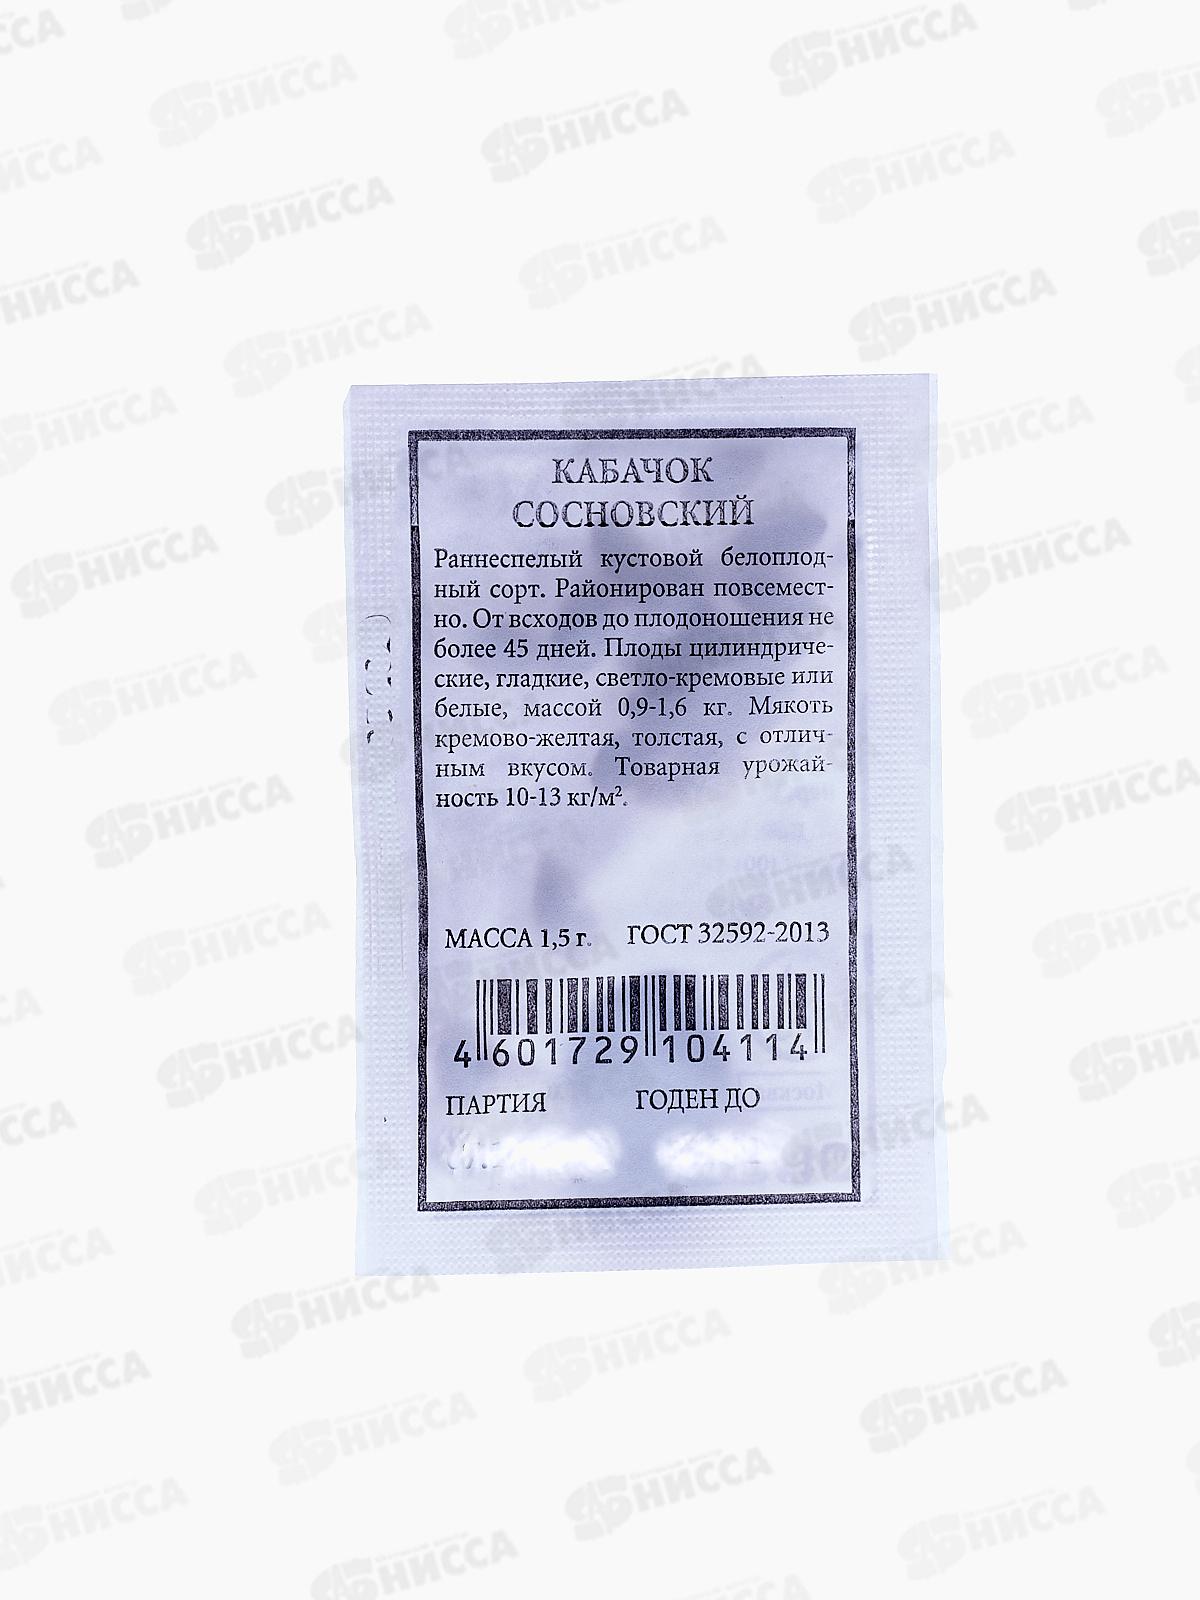 КАБАЧОК
СОСНОВСКИЙ
Раннеспелый кустовой белоплод-
ный сорт. Районирован повсемест-
но. От всходов до плодоношения не
более 45 дней. Плоды цилиндриче-
ские, гладкие, светло-кремовые или
белые, массой 0,9-1,6 кг. Мякоть
кремово-желтая, толстая, с отлич-
ным вкусом. Товарная урожай-
ность 10-13 кг/м².
МАССА 1,5 г. ГОСТ 32592-2013
4 601729 104114
ПАРТИЯ ГОДЕН ДО
НИССА